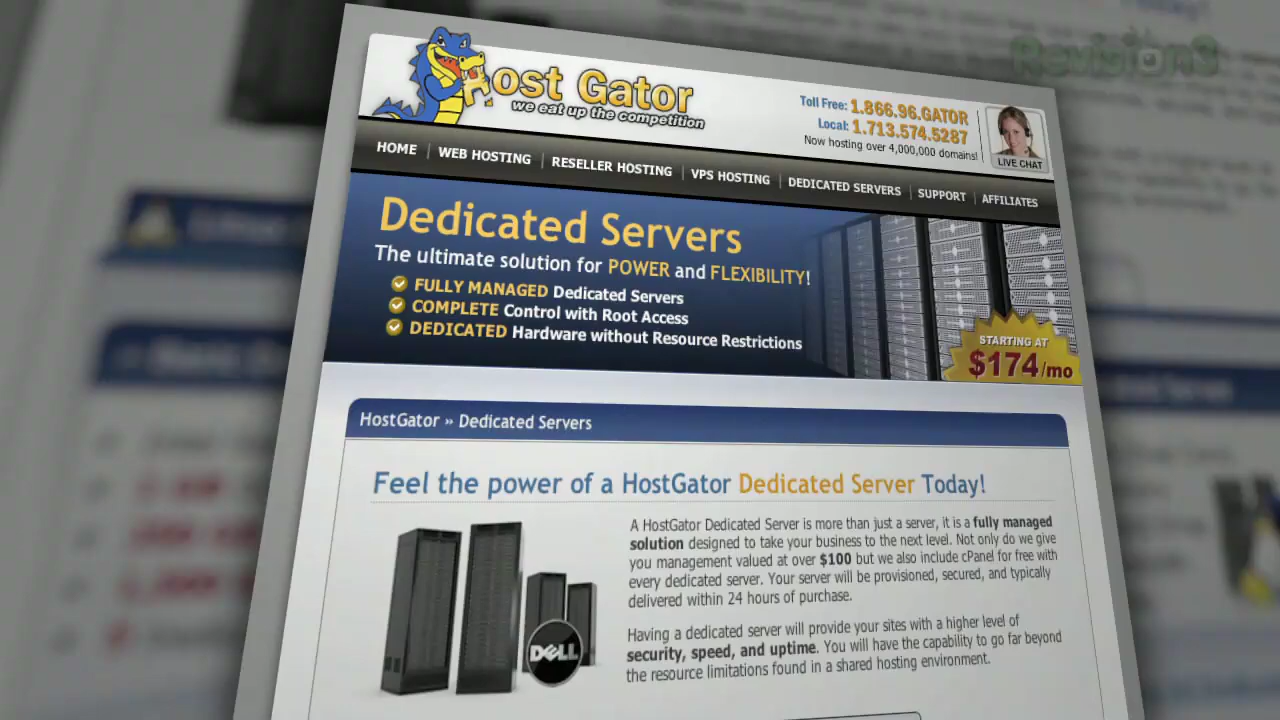 Revision3
Host Gator
we eat up the competition
Toll Free: 1.866.96.GATOR
Local: 1.713.574.5287
Now hosting over 4,000,000 domains!
LIVE CHAT
HOME
WEB HOSTING
RESELLER HOSTING
VPS HOSTING
DEDICATED SERVERS
SUPPORT
AFFILIATES
Dedicated Servers
The ultimate solution for POWER and FLEXIBILITY!
FULLY MANAGED Dedicated Servers
COMPLETE Control with Root Access
DEDICATED Hardware without Resource Restrictions
STARTING AT
$174/mo
HostGator » Dedicated Servers
Feel the power of a HostGator Dedicated Server Today!
A HostGator Dedicated Server is more than just a server, it is a fully managed
solution designed to take your business to the next level. Not only do we give
you management valued at over $100 but we also include cPanel for free with
every dedicated server. Your server will be provisioned, secured, and typically
delivered within 24 hours of purchase.
Having a dedicated server will provide your sites with a higher level of
security, speed, and uptime. You will have the capability to go far beyond
the resource limitations found in a shared hosting environment.
DELL